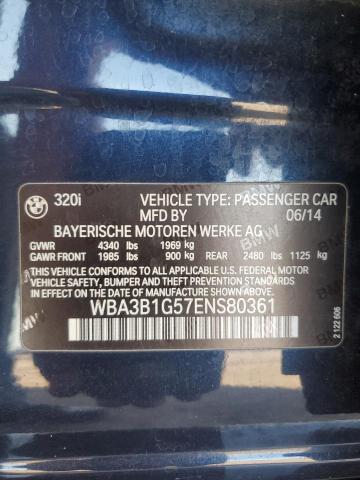 BMW 320i VEHICLE TYPE: PASSENGER CAR
MFD BY 06/14
BAYERISCHE MOTOREN WERKE AG
GVWR 4340 lbs 1969 kg
GAWR FRONT 1985 lbs 900 kg REAR 2480 lbs 1125 kg
THIS VEHICLE CONFORMS TO ALL APPLICABLE FEDERAL MOTOR
VEHICLE SAFETY, BUMPER AND THEFT PREVENTION STANDARDS
IN EFFECT ON THE DATE OF MANUFACTURE SHOWN ABOVE.
WBA3B1G57ENS80361
2 122 606